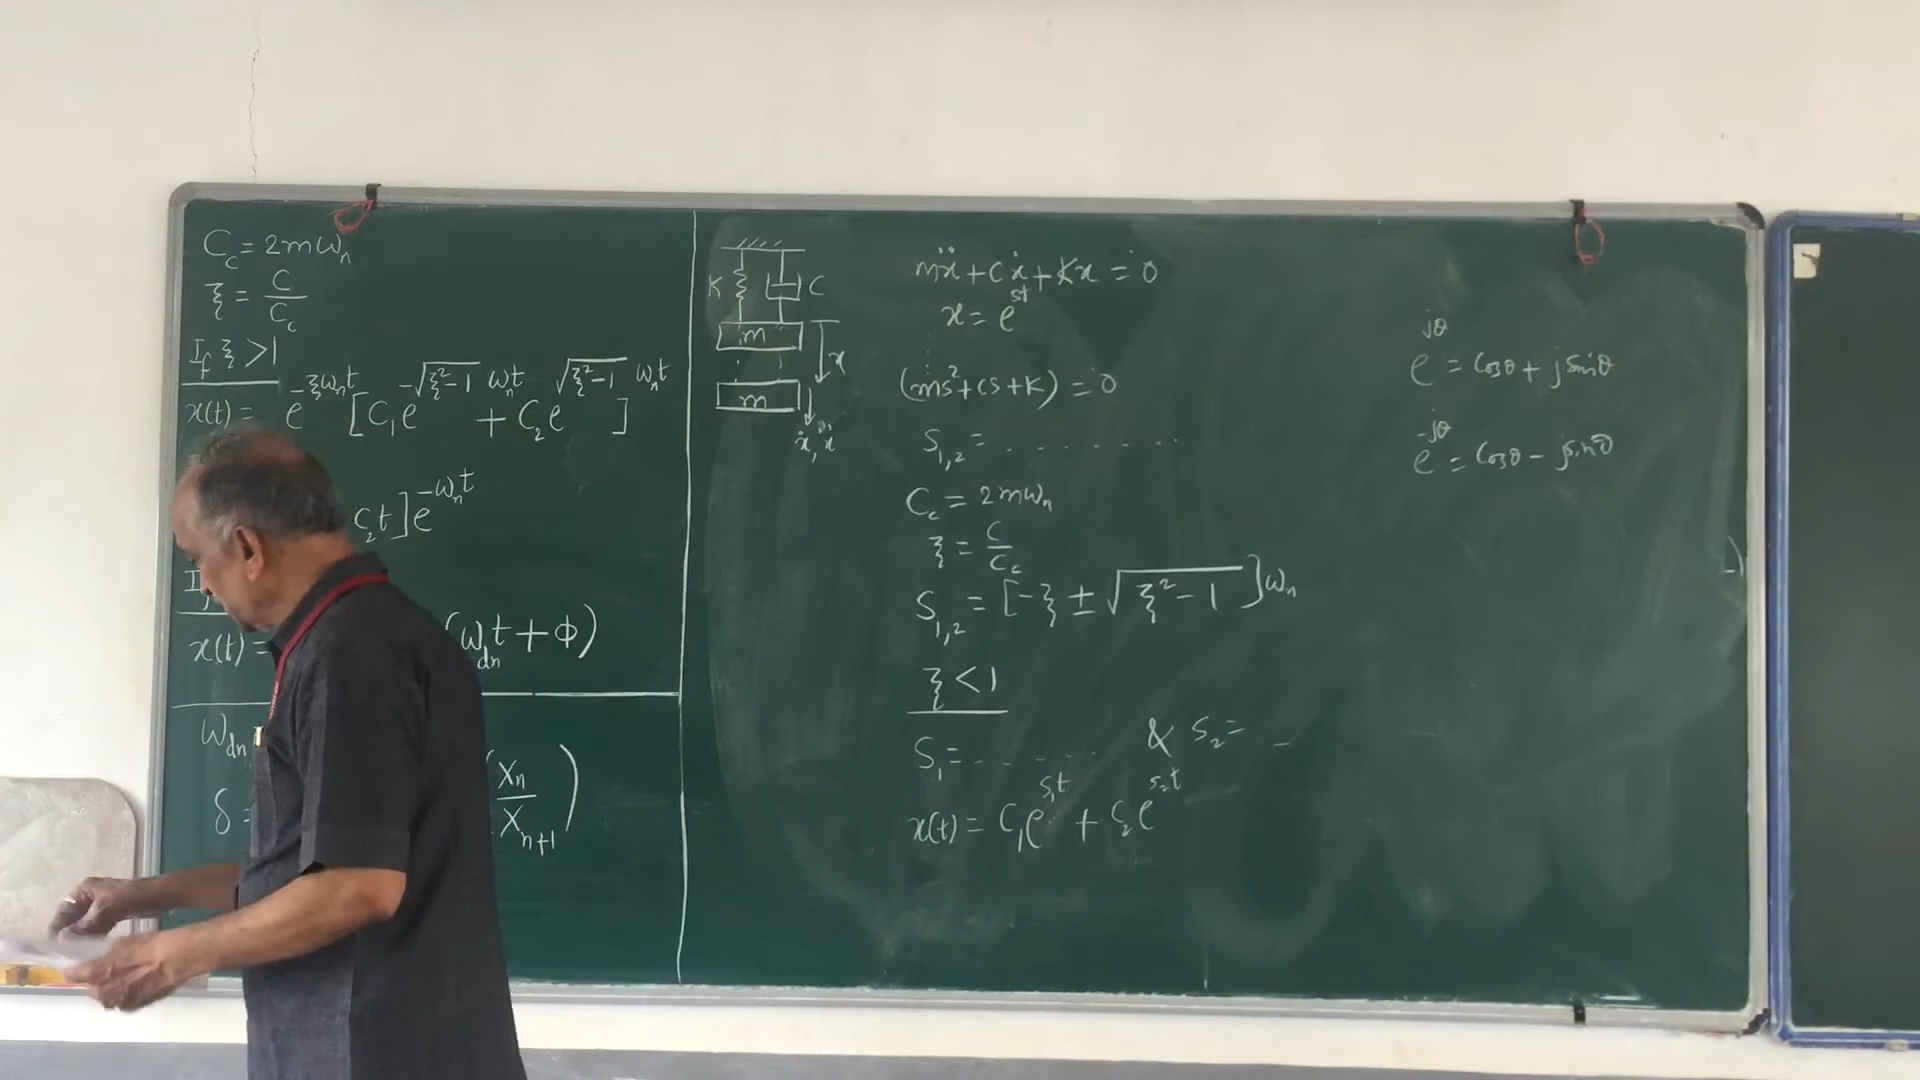 C_c = 2mω_n
ξ = C/C_c
If ξ > 1
x(t) = e^{-ξω_n t} [C_1 e^{-√(ξ²-1) ω_n t} + C_2 e^{√(ξ²-1) ω_n t}]
C_2 t] e^{-ω_n t}
x(t) = (ω_dn t + φ)
ω_dn
δ = (X_n/X_{n+1})
K C
m
x
m
ẋ, ẍ
mẍ + cẋ + Kx = 0
x = e^{st}
(ms² + cs + K) = 0
S_{1,2} = . . . . . . . .
C_c = 2mω_n
ξ = C/C_c
S_{1,2} = [-ξ ± √(ξ² - 1)] ω_n
ξ < 1
S_1 = . . . . . . & S_2 = _
x(t) = C_1 e^{s_1 t} + C_2 e^{s_2 t}
e^{jθ} = cosθ + j sinθ
e^{-jθ} = cosθ - j sinθ